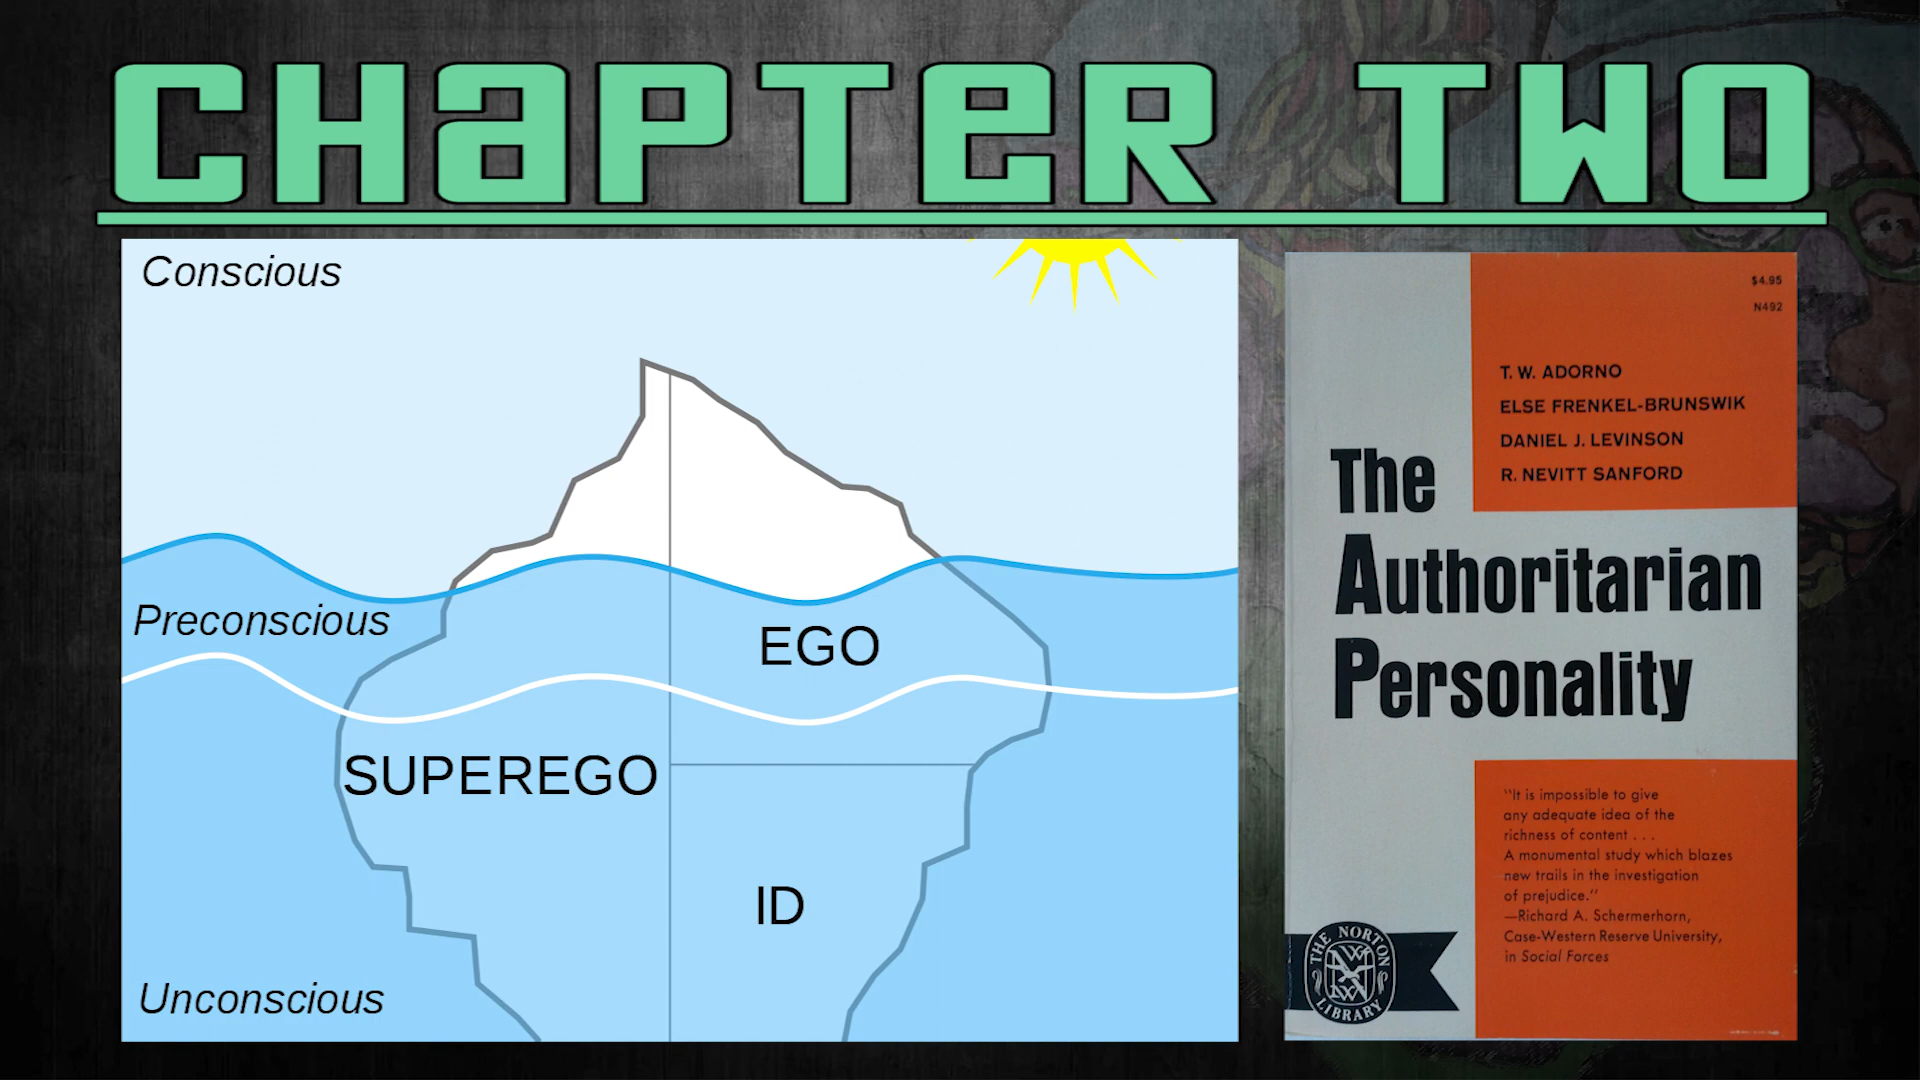 CHAPTER TWO
Conscious
Preconscious
EGO
SUPEREGO
ID
Unconscious
$4.95
N492
T. W. ADORNO
ELSE FRENKEL-BRUNSWIK
DANIEL J. LEVINSON
R. NEVITT SANFORD
The
Authoritarian
Personality
"It is impossible to give
any adequate idea of the
richness of content . . .
A monumental study which blazes
new trails in the investigation
of prejudice."
—Richard A. Schermerhorn,
Case-Western Reserve University,
in Social Forces
THE NORTON
LIBRARY